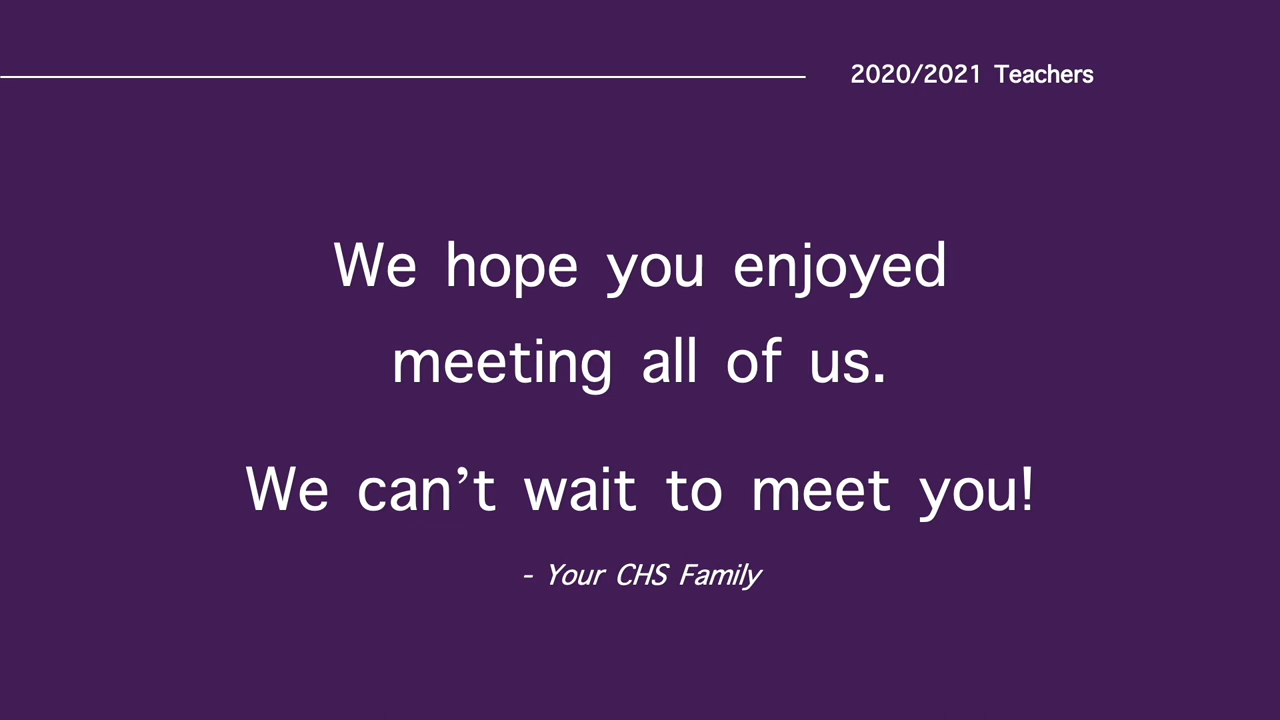 2020/2021 Teachers
We hope you enjoyed
meeting all of us.
We can’t wait to meet you!
- Your CHS Family